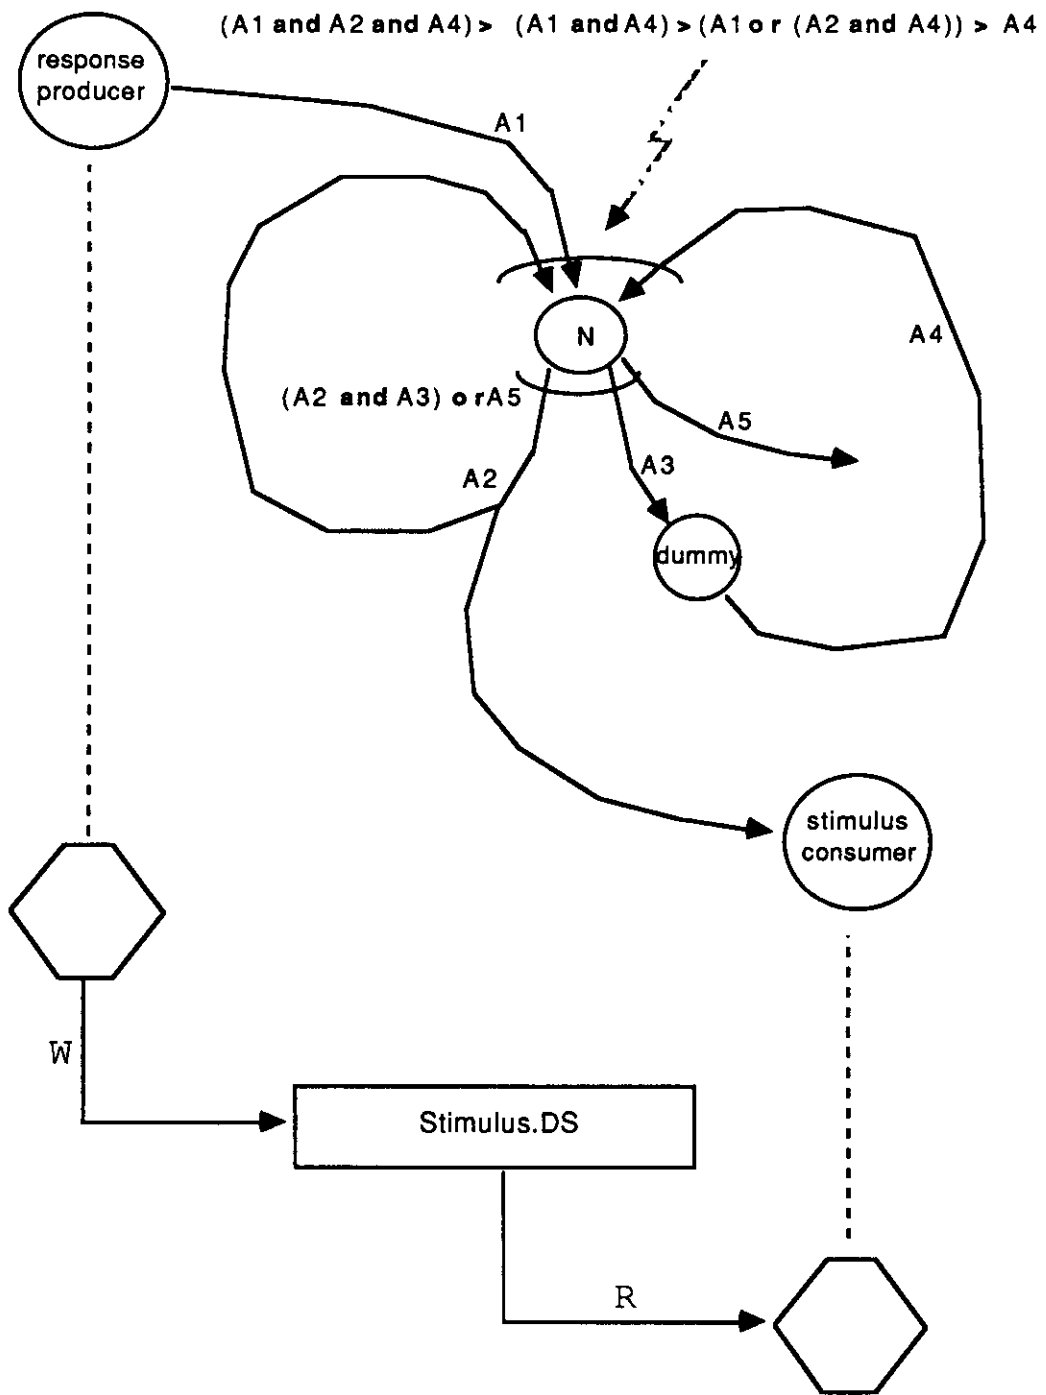 (A1 and A2 and A4) > (A1 and A4) > (A1 or (A2 and A4)) > A4
response
producer
A1
N
A4
(A2 and A3) or A5
A5
A3
A2
dummy
stimulus
consumer
W
Stimulus.DS
R